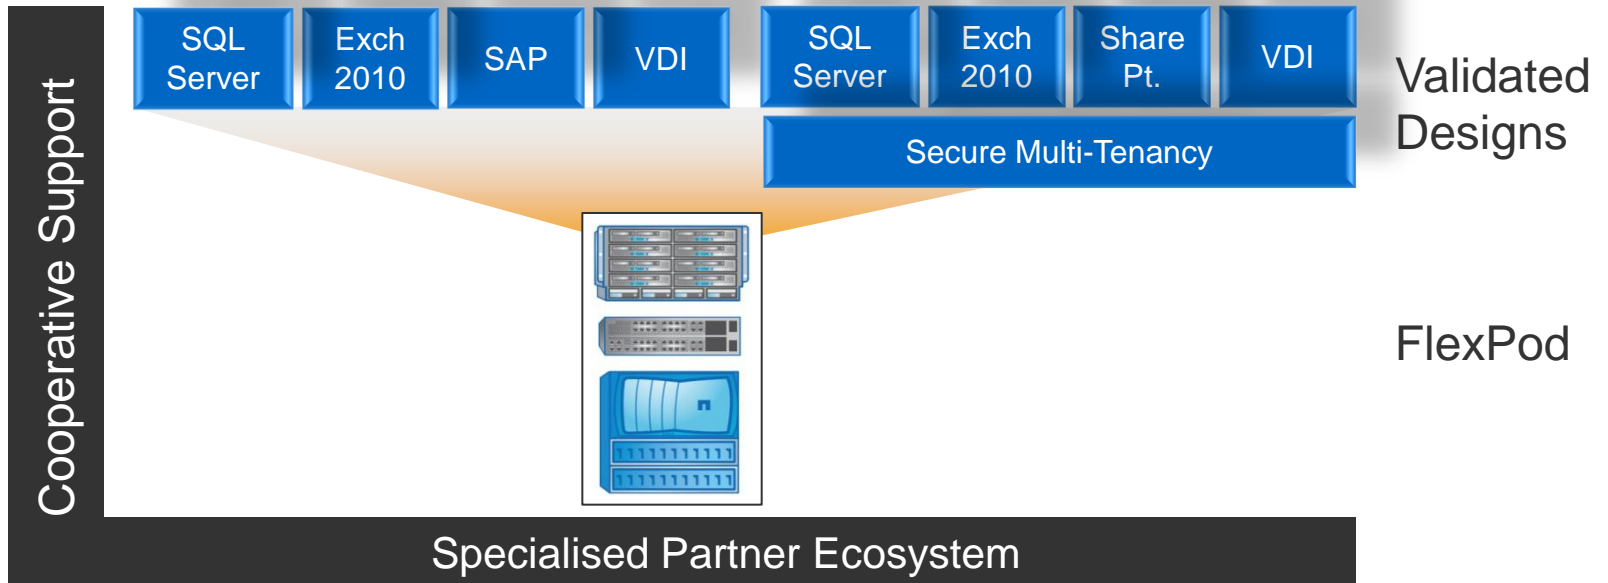 Cooperative Support
SQL
Server
Exch
2010
SAP
VDI
SQL
Server
Exch
2010
Share
Pt.
VDI
Secure Multi-Tenancy
Validated
Designs
FlexPod
Specialised Partner Ecosystem